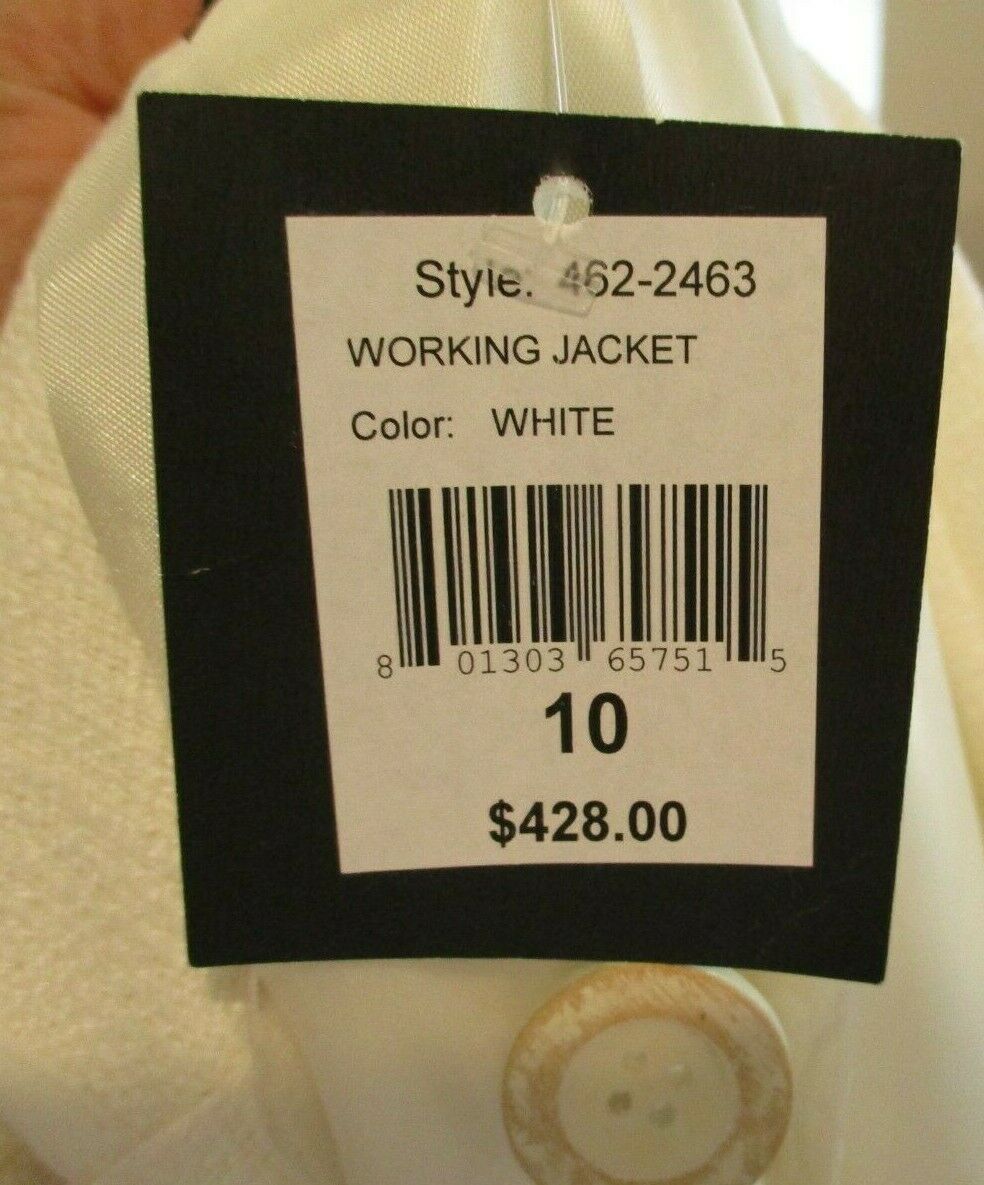 Style: 462-2463
WORKING JACKET
Color: WHITE
8 01303 65751 5
10
$428.00